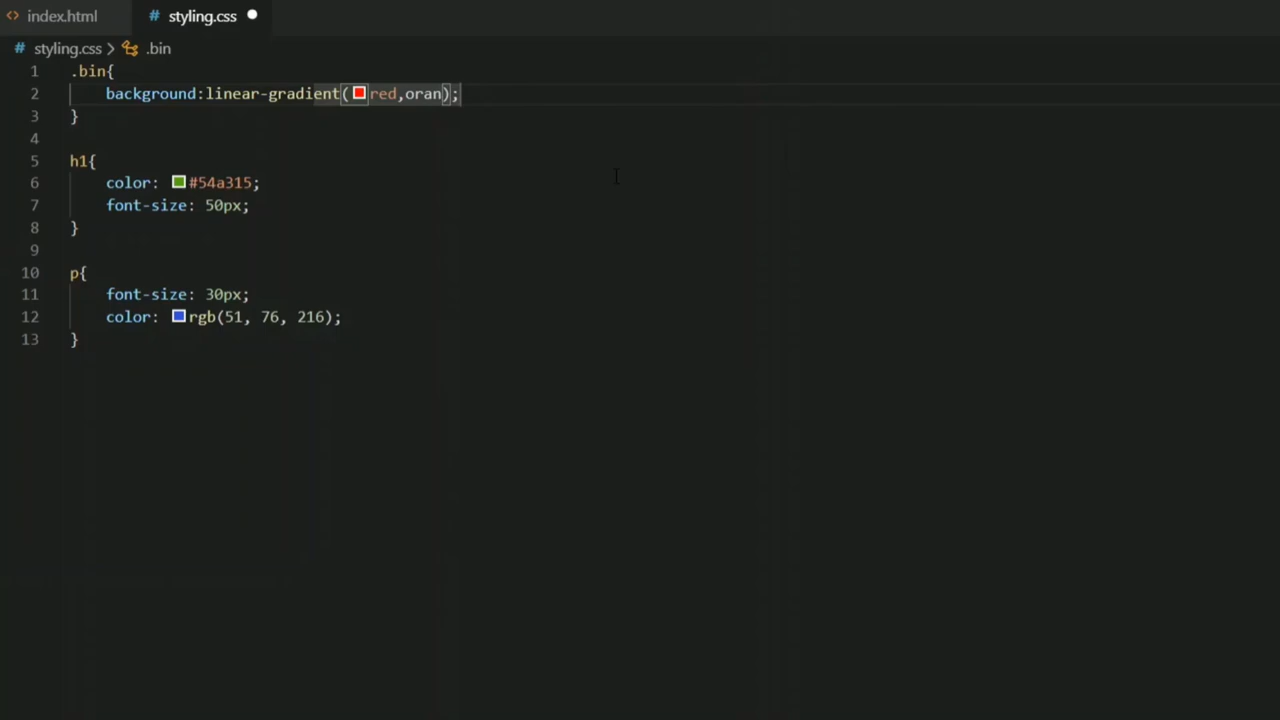 index.html
styling.css
styling.css .bin
1 .bin{
2 background:linear-gradient(red,oran);
3 }
4
5 h1{
6 color: #54a315;
7 font-size: 50px;
8 }
9
10 p{
11 font-size: 30px;
12 color: rgb(51, 76, 216);
13 }